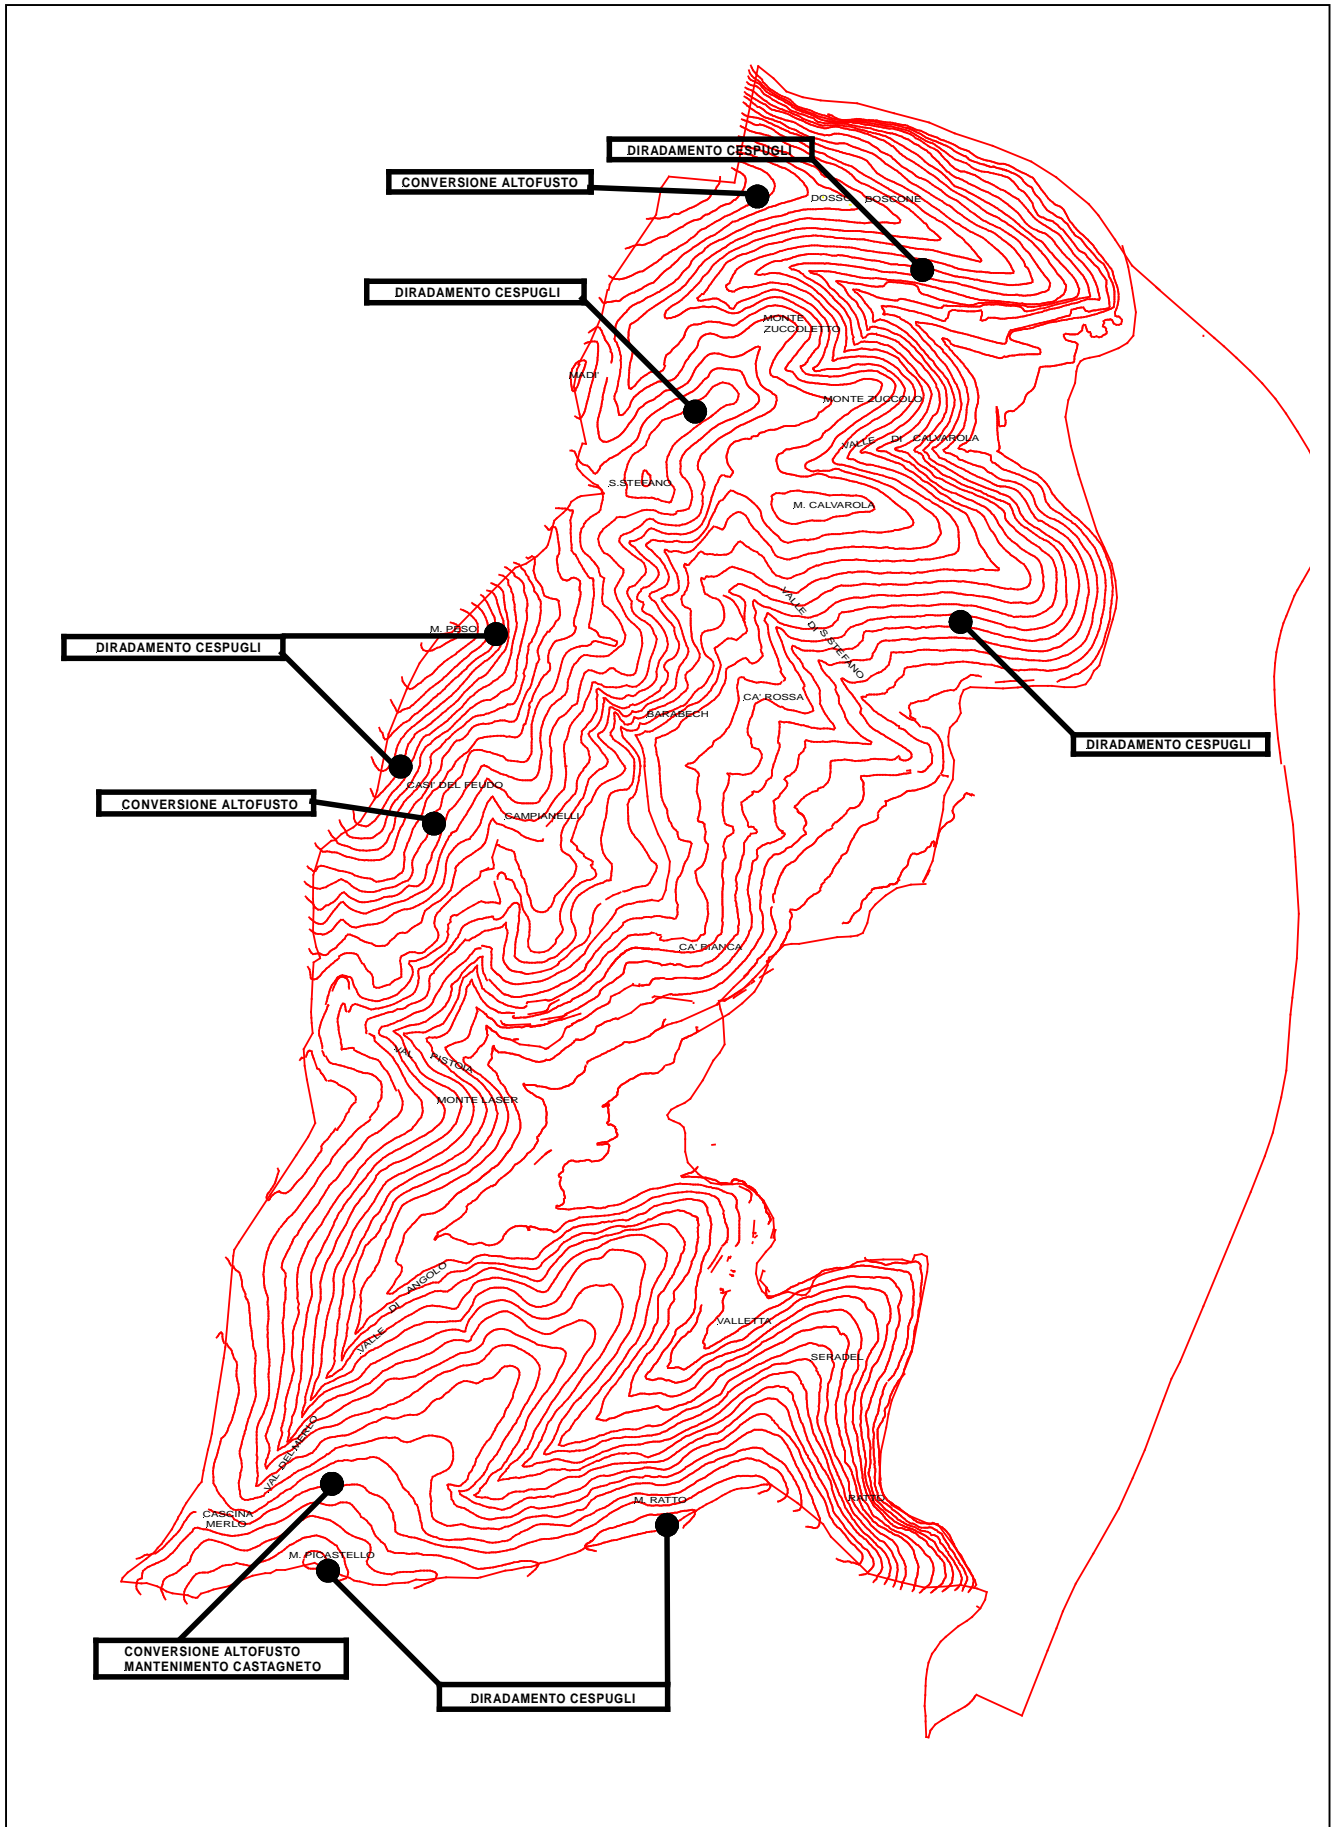 DIRADAMENTO CESPUGLI
CONVERSIONE ALTOFUSTO
DOSSO BOSCONE
DIRADAMENTO CESPUGLI
MONTE
ZUCCOLETTO
MADI'
MONTE ZUCCOLO
VALLE DI CALVAROLA
S.STEFANO
M. CALVAROLA
VALLE DI S.STEFANO
M. PESO
DIRADAMENTO CESPUGLI
CA' ROSSA
BARABECH
DIRADAMENTO CESPUGLI
CASI' DEL FEUDO
CONVERSIONE ALTOFUSTO
CAMPIANELLI
CA' BIANCA
VAL PISTOIA
MONTE LASER
VALLE DI ANGOLO
VALLETTA
SERADEL
VAL DEL MERLO
M. RATTO
RATTO
CASCINA
MERLO
M. PICASTELLO
CONVERSIONE ALTOFUSTO
MANTENIMENTO CASTAGNETO
DIRADAMENTO CESPUGLI